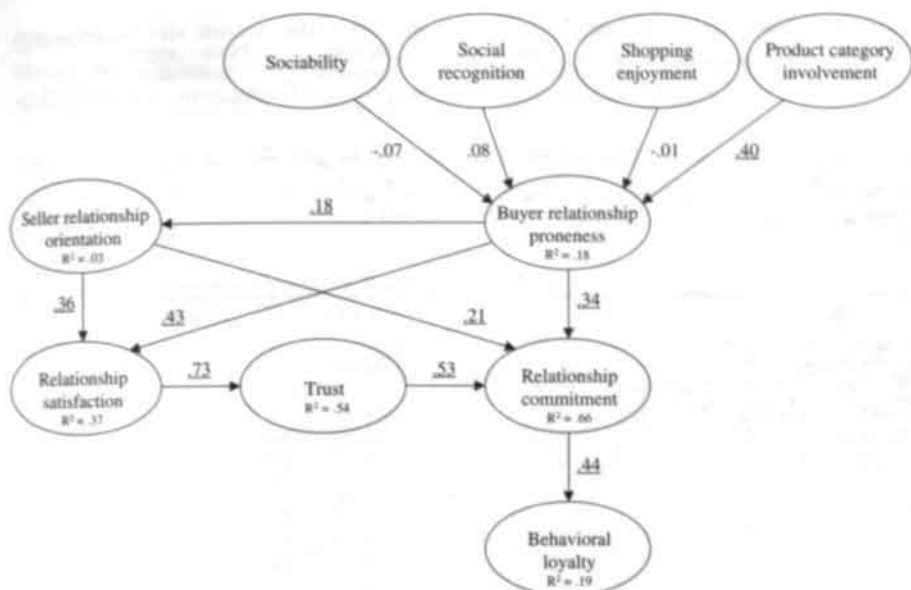 Sociability
Social
recognition
Shopping
enjoyment
Product category
involvement
-.07
.08
-.01
.40
Seller relationship
orientation
R² = .03
.18
Buyer relationship
proneness
R² = .18
.36
.43
.21
.34
Relationship
satisfaction
R² = .37
.73
Trust
R² = .54
.53
Relationship
commitment
R² = .66
.44
Behavioral
loyalty
R² = .19